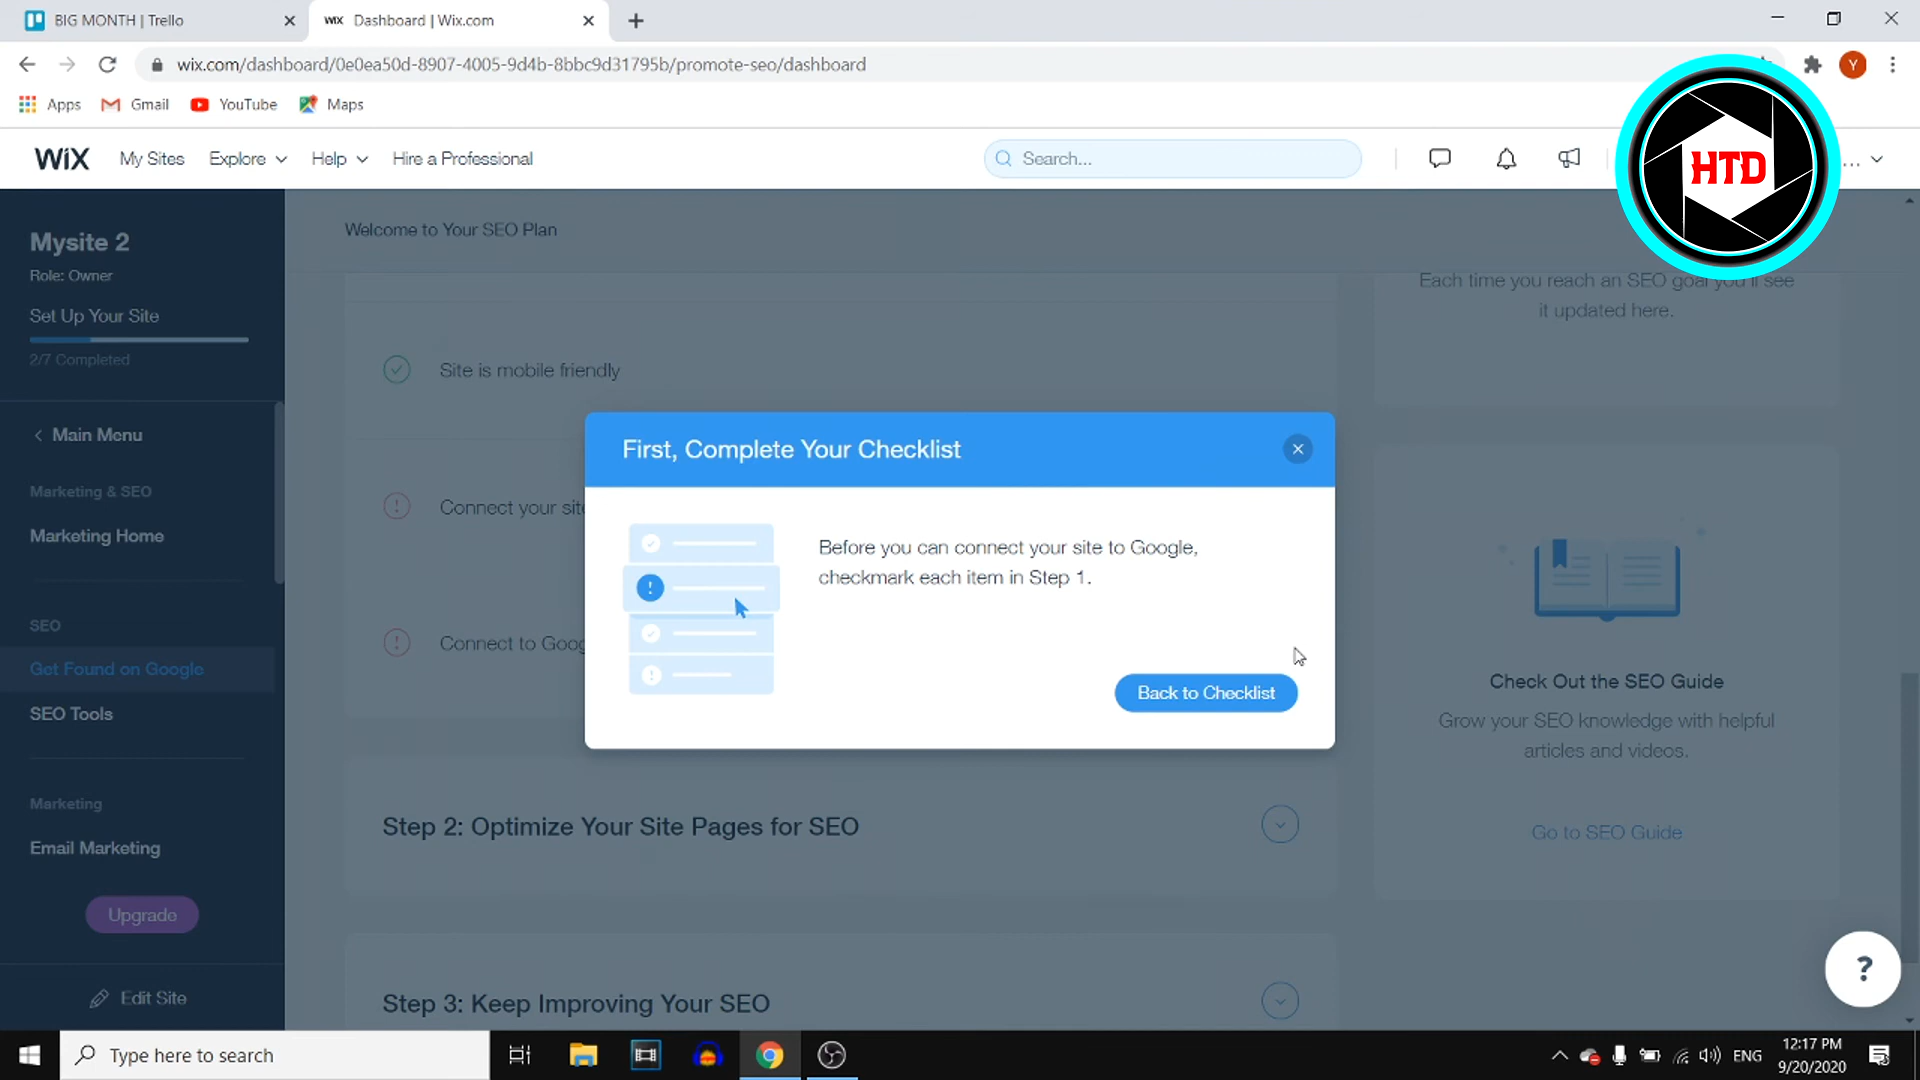 BIG MONTH | Trello
WIX Dashboard | Wix.com
wix.com/dashboard/0e0ea50d-8907-4005-9d4b-8bbc9d31795b/promote-seo/dashboard
Y
Apps
Gmail
YouTube
Maps
WIX
My Sites
Explore
Help
Hire a Professional
Search...
...
HTD
Mysite 2
Role: Owner
Set Up Your Site
2/7 Completed
Main Menu
Marketing & SEO
Marketing Home
SEO
Get Found on Google
SEO Tools
Marketing
Email Marketing
Upgrade
Edit Site
Welcome to Your SEO Plan
Each time you reach an SEO goal you'll see
it updated here.
Site is mobile friendly
Connect your site
Connect to Goog
First, Complete Your Checklist
Before you can connect your site to Google,
checkmark each item in Step 1.
Back to Checklist
Check Out the SEO Guide
Grow your SEO knowledge with helpful
articles and videos.
Go to SEO Guide
Step 2: Optimize Your Site Pages for SEO
Step 3: Keep Improving Your SEO
?
Type here to search
ENG
12:17 PM
9/20/2020